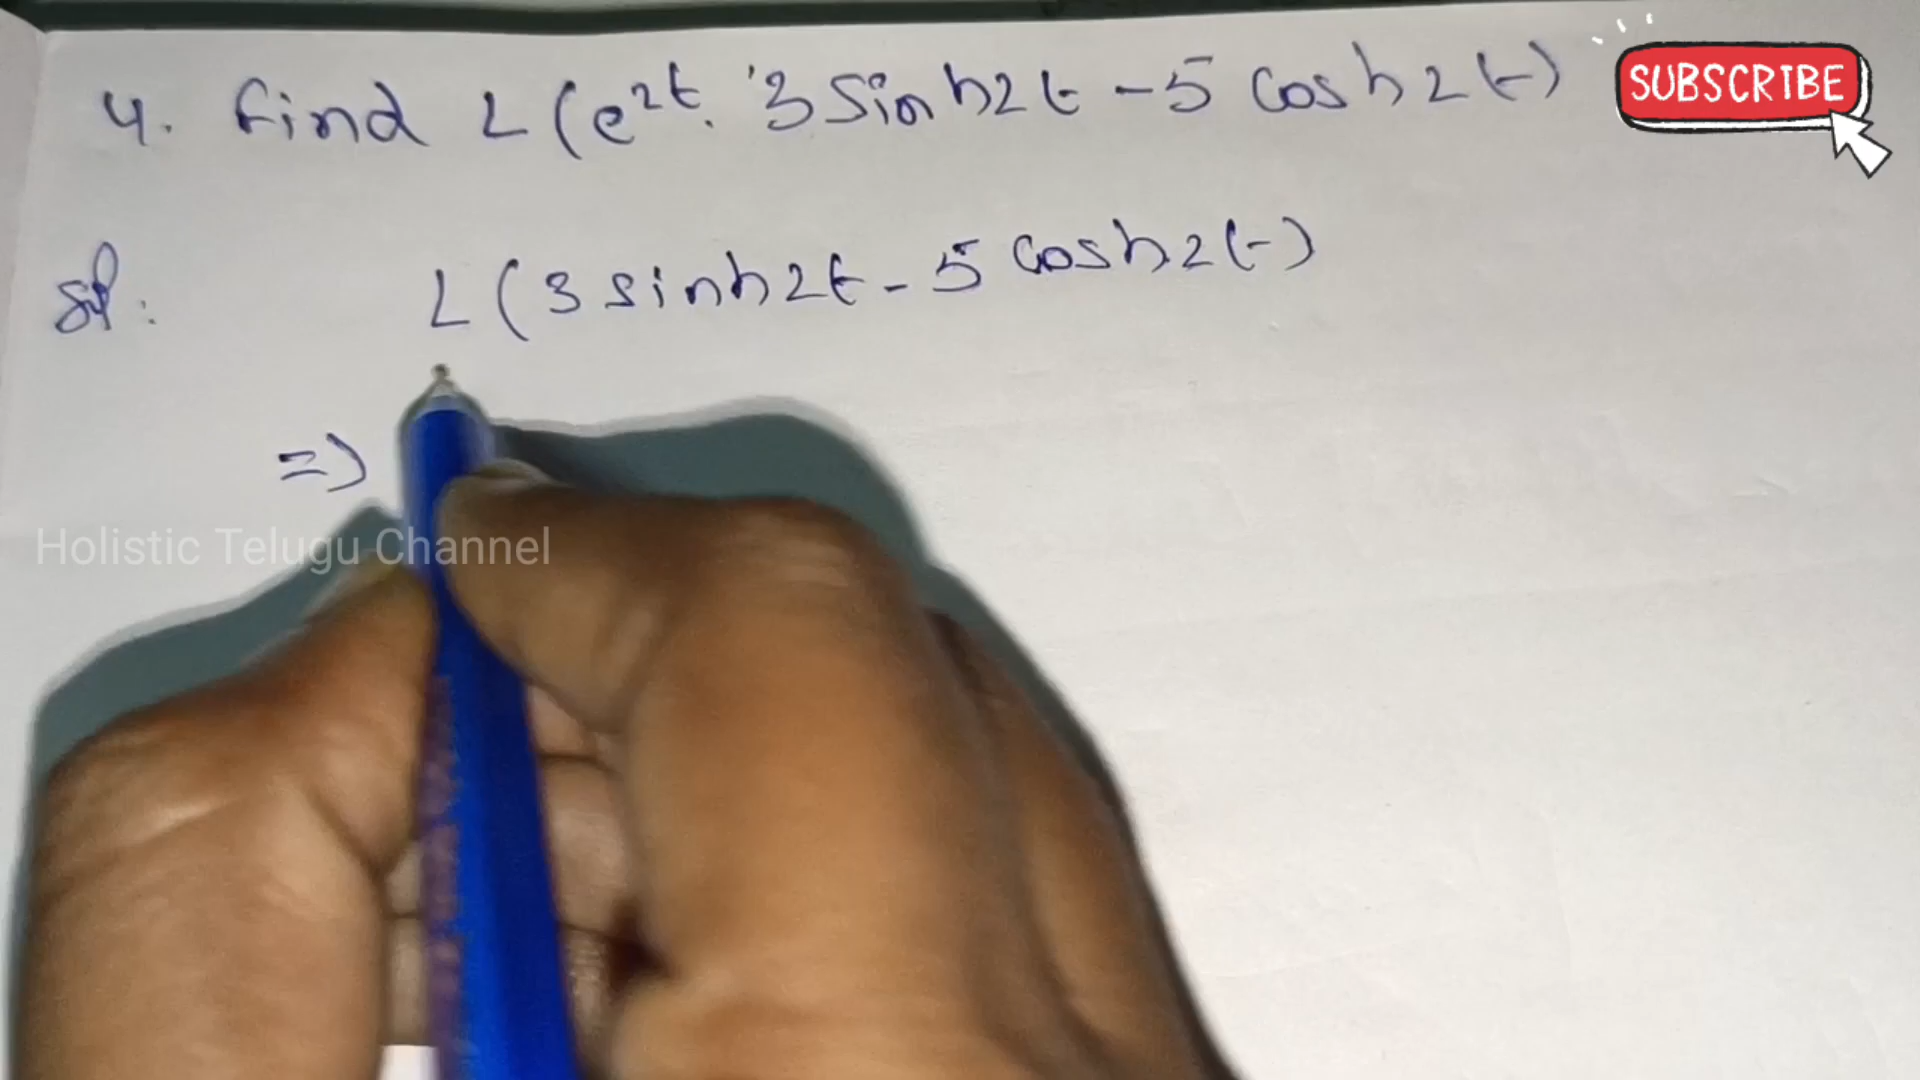 4. Find L(e^2t. 3 Sinh2t - 5 Cosh2t)
SUBSCRIBE
Sol: L(3 sinh2t - 5 Cosh2t)
=>
Holistic Telugu Channel